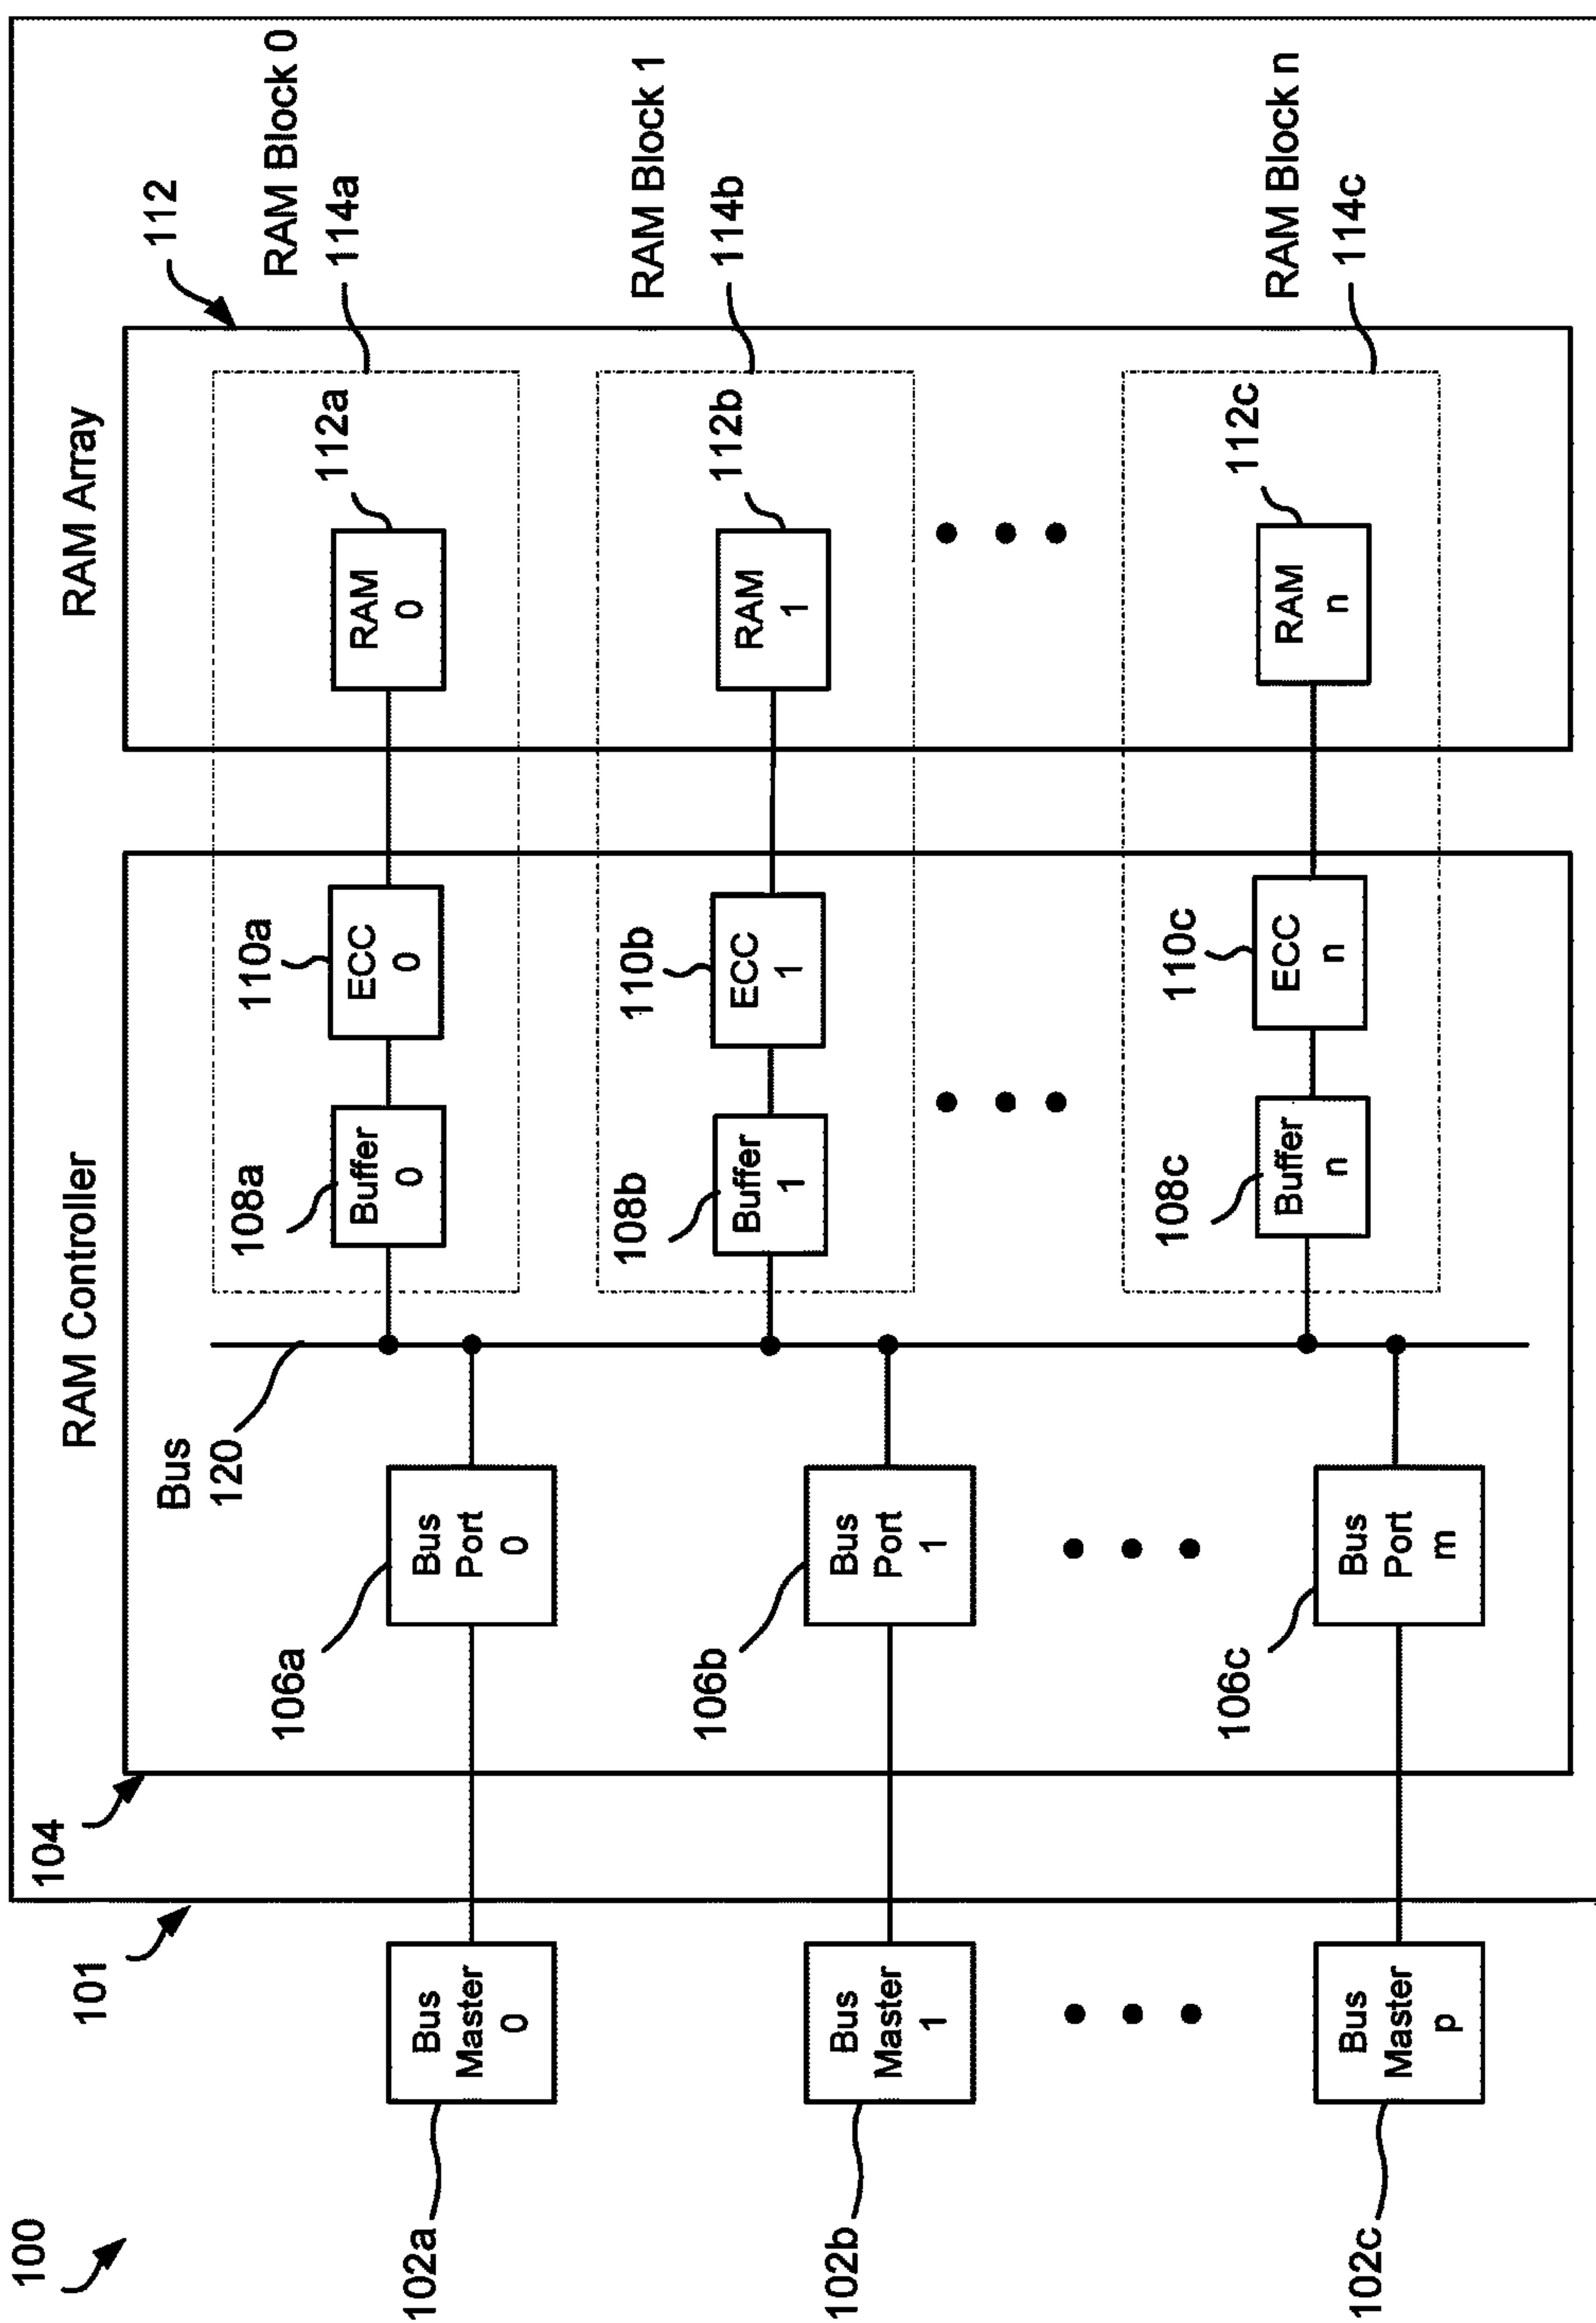 100
101
104
RAM Controller
RAM Array
112
RAM Block 0
114a
Bus
120
102a
Bus
Master
0
106a
Bus
Port
0
108a
Buffer
0
110a
ECC
0
112a
RAM
0
RAM Block 1
114b
102b
Bus
Master
1
106b
Bus
Port
1
108b
Buffer
1
110b
ECC
1
112b
RAM
1
RAM Block n
114c
102c
Bus
Master
p
106c
Bus
Port
m
108c
Buffer
n
110c
ECC
n
112c
RAM
n